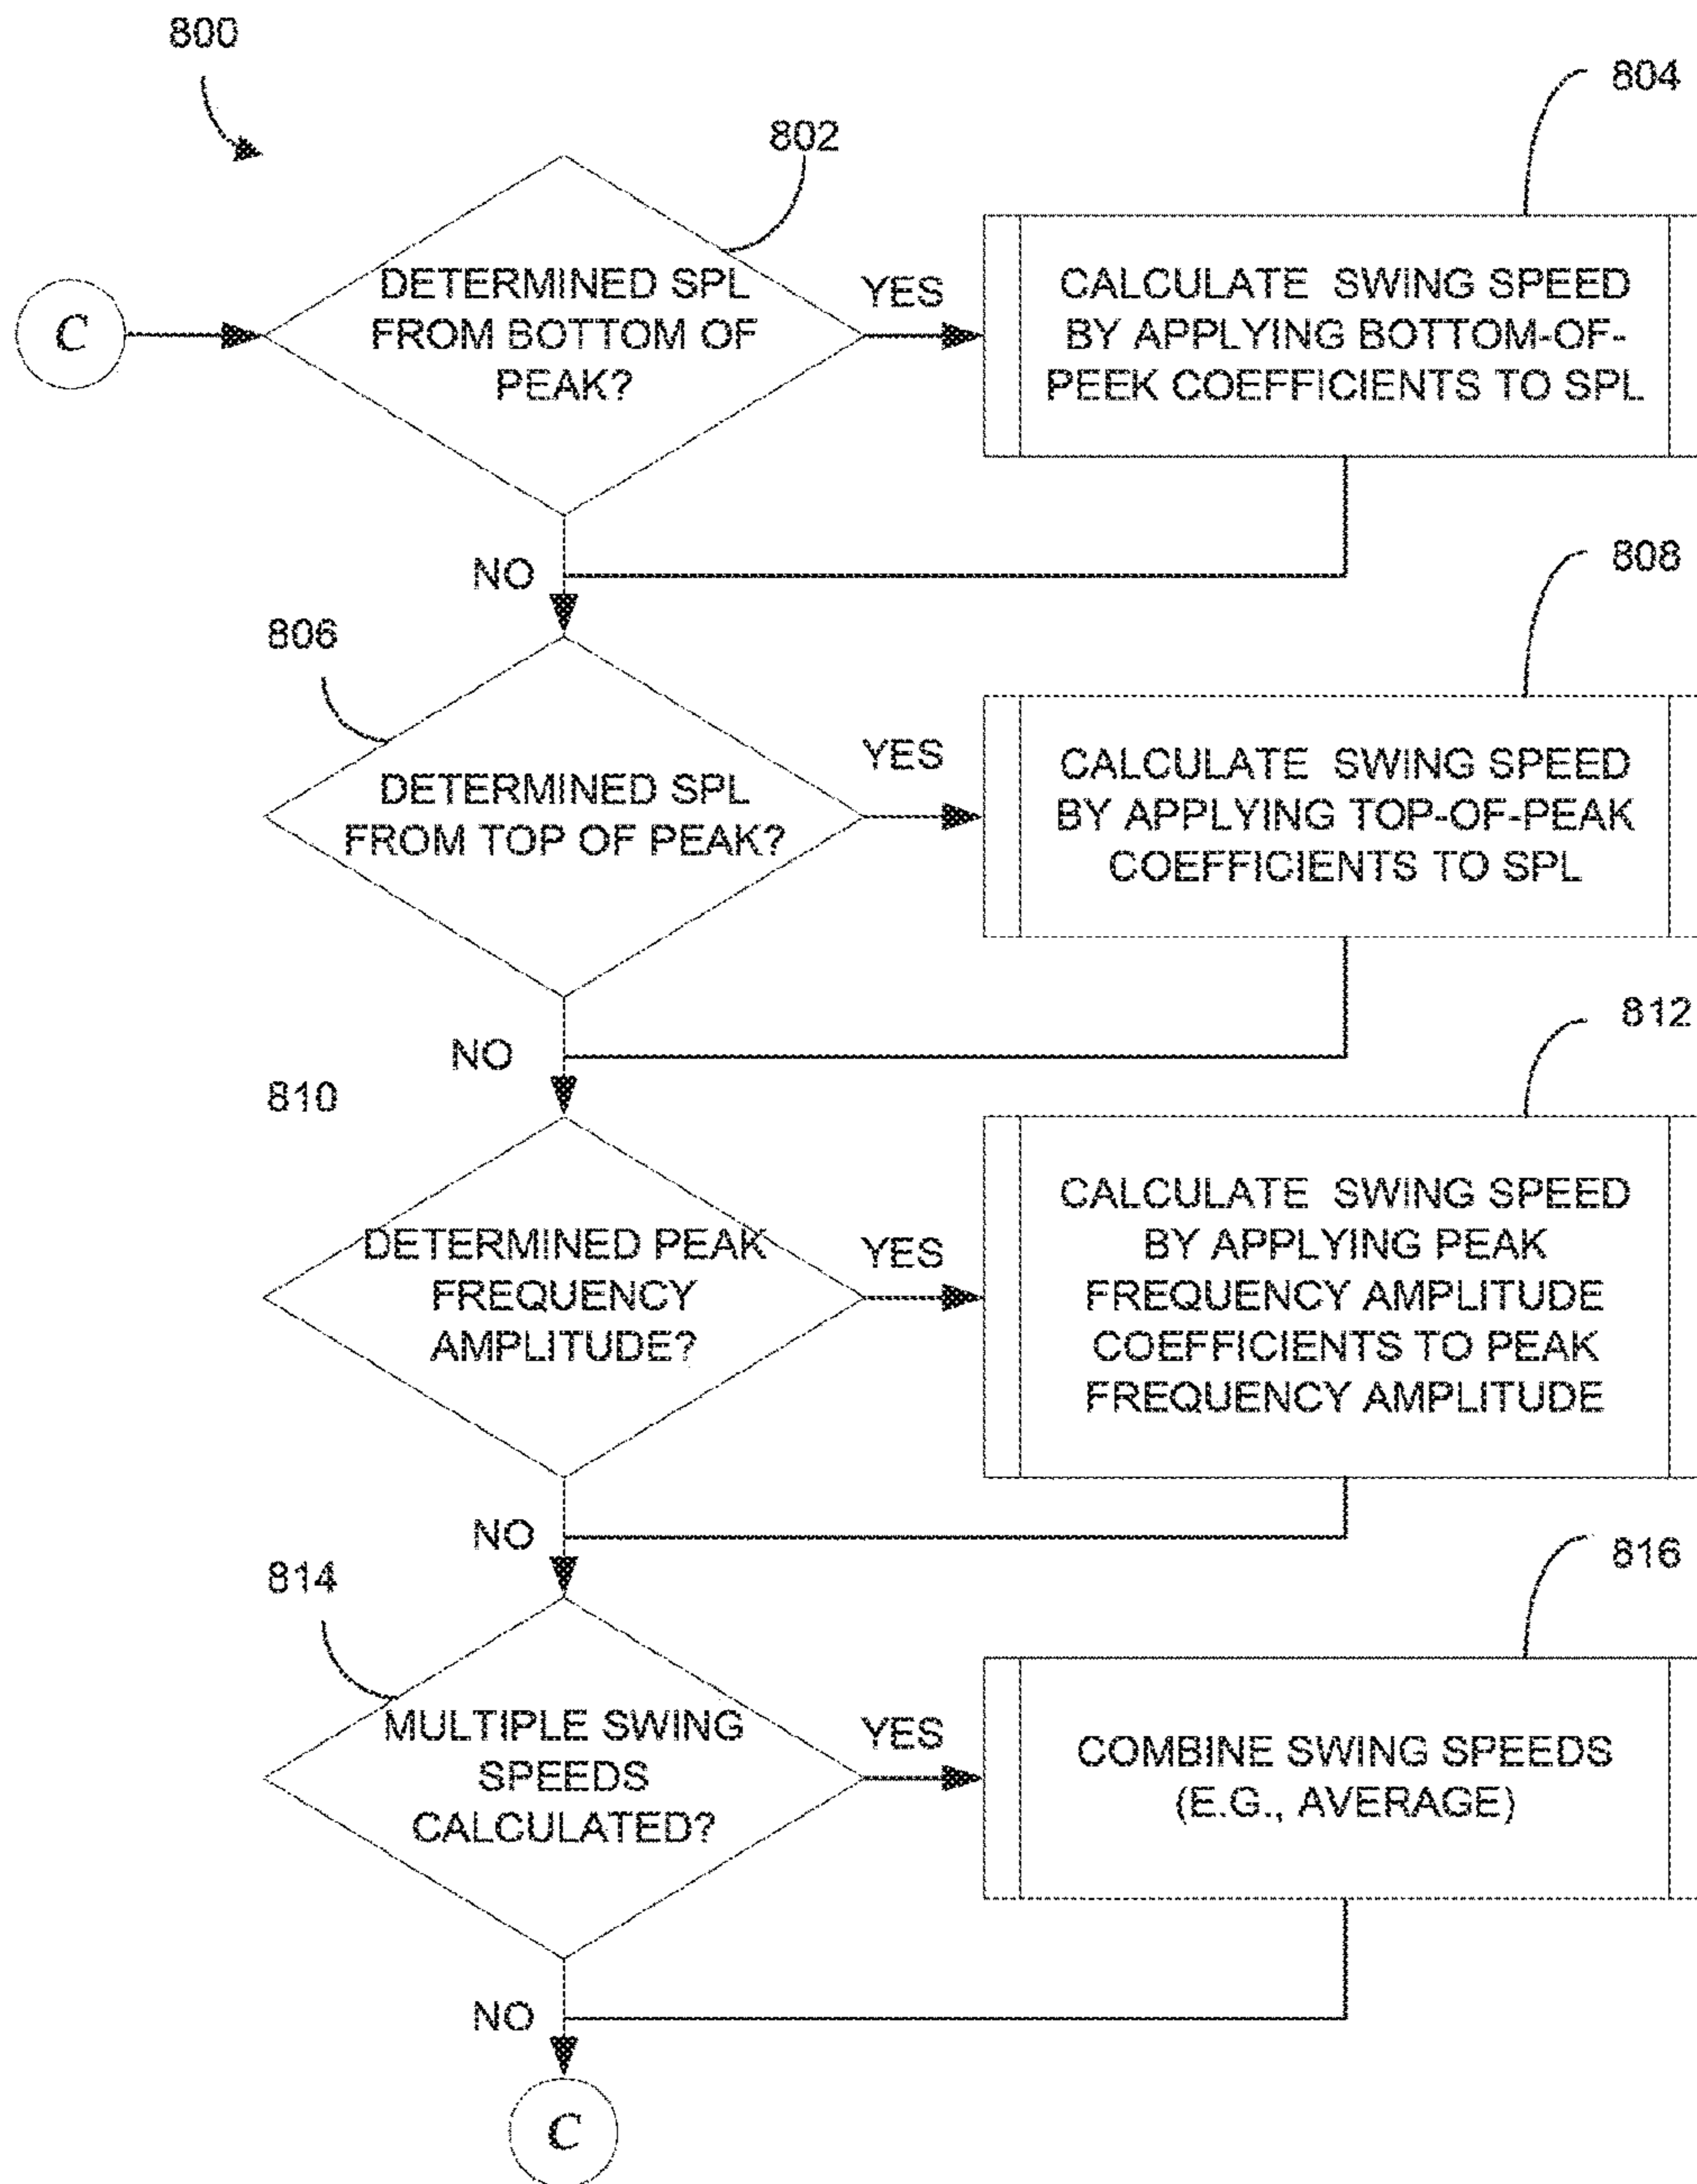 800
804
802
C
DETERMINED SPL
FROM BOTTOM OF
PEAK?
YES
CALCULATE SWING SPEED
BY APPLYING BOTTOM-OF-
PEEK COEFFICIENTS TO SPL
NO
808
806
DETERMINED SPL
FROM TOP OF PEAK?
YES
CALCULATE SWING SPEED
BY APPLYING TOP-OF-PEAK
COEFFICIENTS TO SPL
NO
812
810
DETERMINED PEAK
FREQUENCY
AMPLITUDE?
YES
CALCULATE SWING SPEED
BY APPLYING PEAK
FREQUENCY AMPLITUDE
COEFFICIENTS TO PEAK
FREQUENCY AMPLITUDE
NO
816
814
MULTIPLE SWING
SPEEDS
CALCULATED?
YES
COMBINE SWING SPEEDS
(E.G., AVERAGE)
NO
C